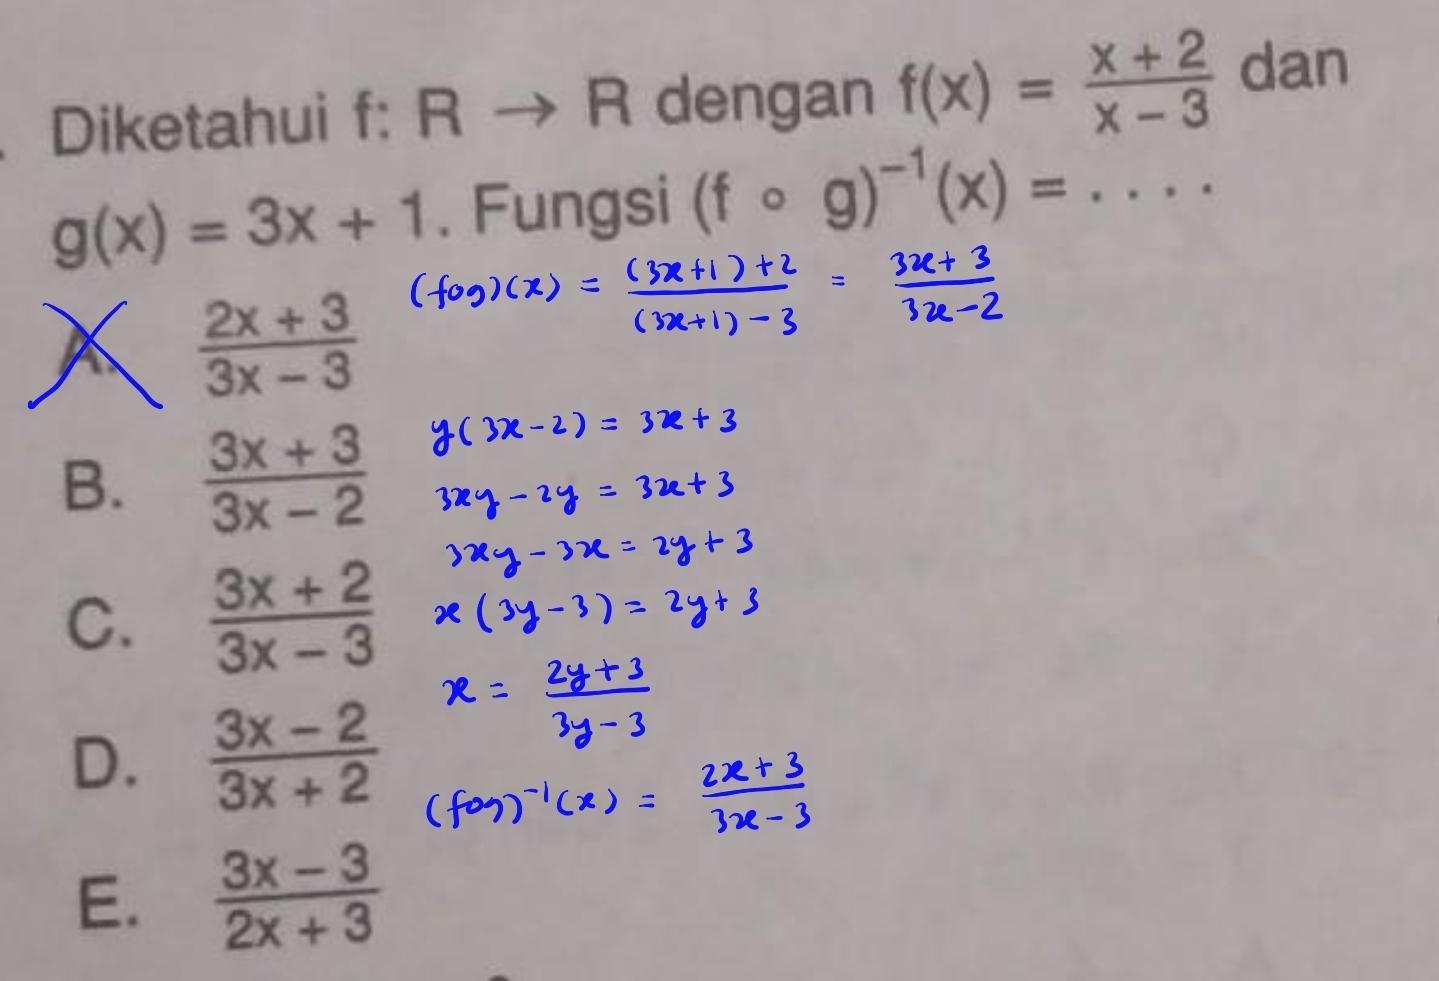 Diketahui f: R → R dengan f(x) = \frac{x + 2}{x - 3} dan
g(x) = 3x + 1. Fungsi (f ∘ g)^{-1}(x) = . . . .
(fog)(x) = \frac{(3x+1)+2}{(3x+1)-3} = \frac{3x+3}{3x-2}
A. \frac{2x + 3}{3x - 3}
y(3x-2) = 3x+3
B. \frac{3x + 3}{3x - 2}
3xy - 2y = 3x+3
3xy - 3x = 2y+3
C. \frac{3x + 2}{3x - 3}
x(3y-3) = 2y+3
x = \frac{2y+3}{3y-3}
D. \frac{3x - 2}{3x + 2}
(fog)^{-1}(x) = \frac{2x+3}{3x-3}
E. \frac{3x - 3}{2x + 3}